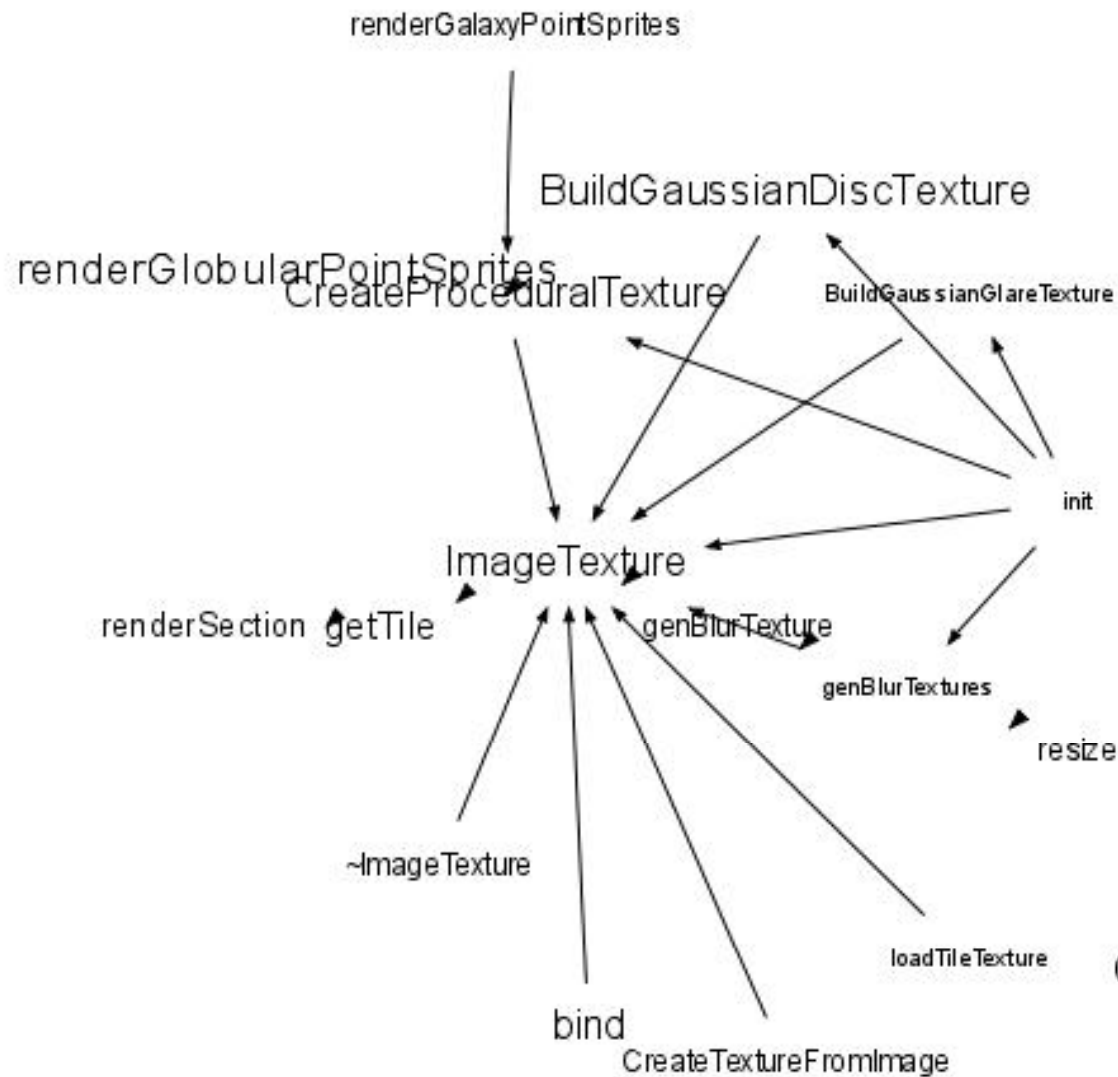 renderGalaxyPointSprites
BuildGaussianDiscTexture
renderGlobularPointSprites
CreateProceduralTexture
BuildGaussianGlareTexture
init
ImageTexture
renderSection
getTile
genBlurTexture
genBlurTextures
resize
~ImageTexture
loadTileTexture
bind
CreateTextureFromImage